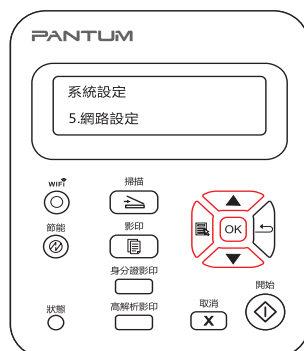 PANTUM
系統設定
5.網路設定
WiFi
掃描
節能
影印
OK
身分證影印
開始
狀態
高解析影印
取消
X